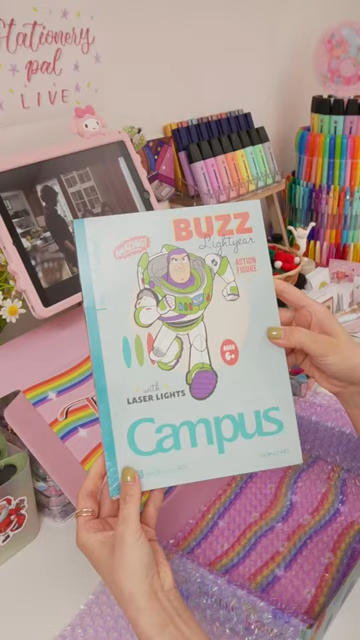 Stationery
pal
LIVE
BUZZ
Lightyear
ACTION
FIGURE
with
LASER LIGHTS
AGES
6+
Campus